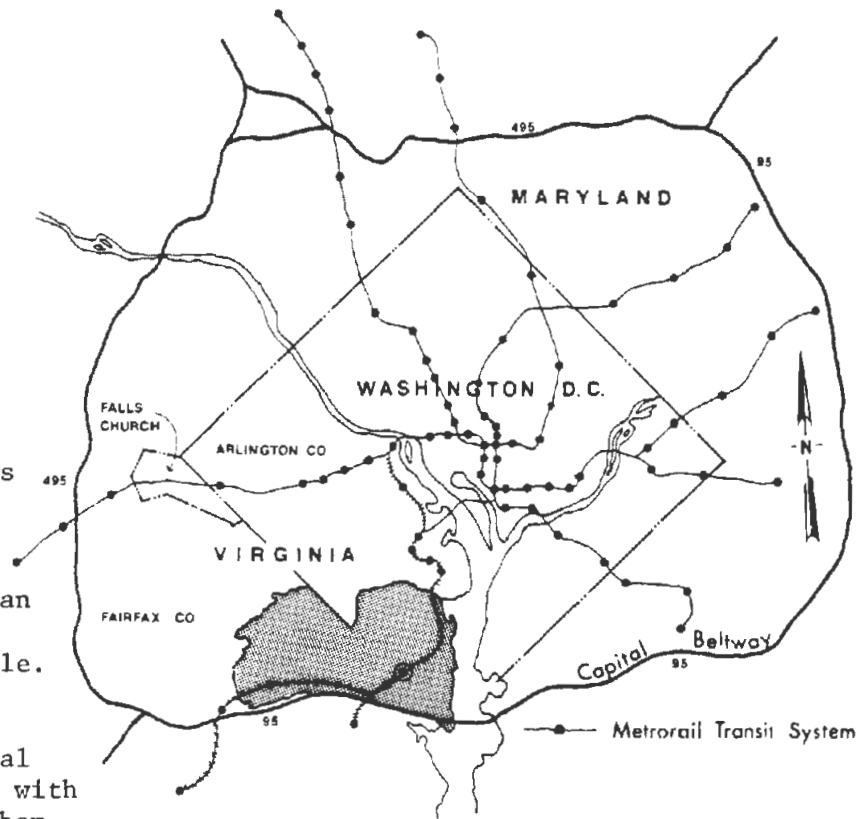 495
95
MARYLAND
WASHINGTON D.C.
FALLS
CHURCH
ARLINGTON CO
495
-N-
VIRGINIA
FAIRFAX CO
Capital Beltway
95
95
Metrorail Transit System
s
an
le.
al
with